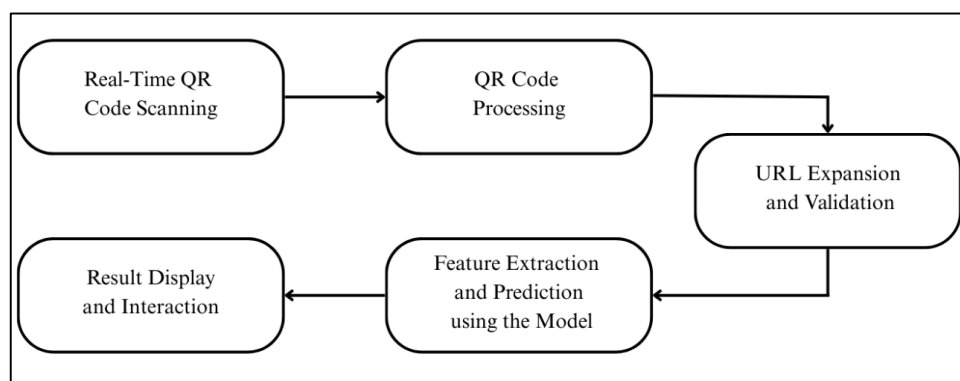 Real-Time QR
Code Scanning
QR Code
Processing
URL Expansion
and Validation
Feature Extraction
and Prediction
using the Model
Result Display
and Interaction